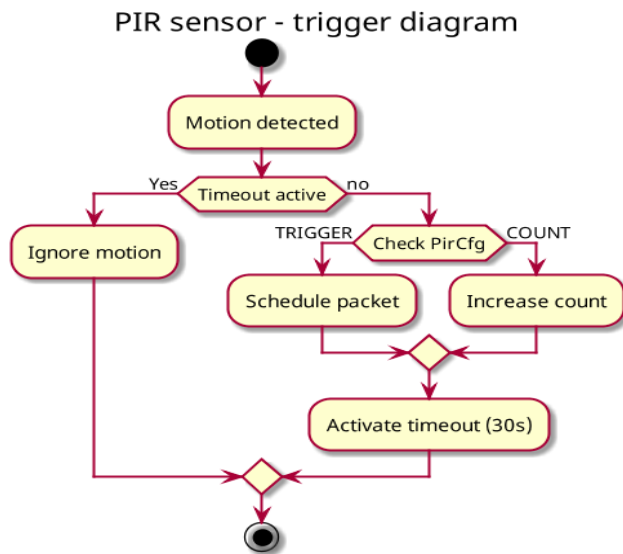 PIR sensor - trigger diagram
Motion detected
Yes
Timeout active
no
Ignore motion
TRIGGER
Check PirCfg
COUNT
Schedule packet
Increase count
Activate timeout (30s)